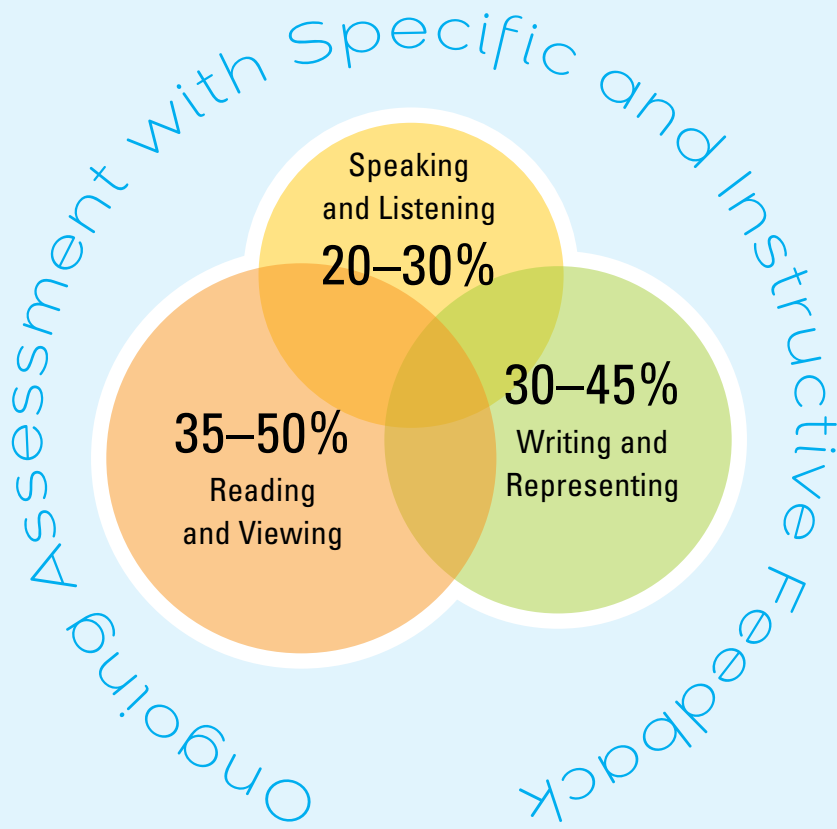 Ongoing Assessment with Specific and Instructive Feedback
Speaking
and Listening
20–30%
35–50%
Reading
and Viewing
30–45%
Writing and
Representing